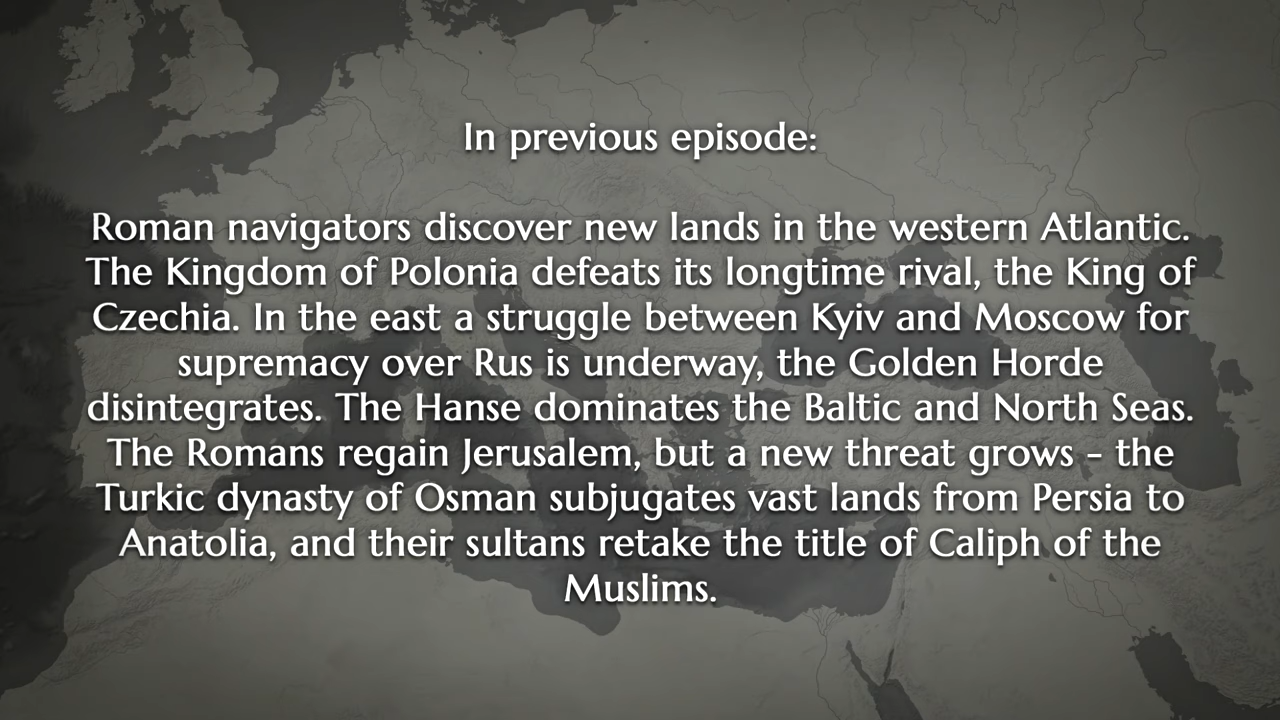 In previous episode:
Roman navigators discover new lands in the western Atlantic.
The Kingdom of Polonia defeats its longtime rival, the King of
Czechia. In the east a struggle between Kyiv and Moscow for
supremacy over Rus is underway, the Golden Horde
disintegrates. The Hanse dominates the Baltic and North Seas.
The Romans regain Jerusalem, but a new threat grows - the
Turkic dynasty of Osman subjugates vast lands from Persia to
Anatolia, and their sultans retake the title of Caliph of the
Muslims.